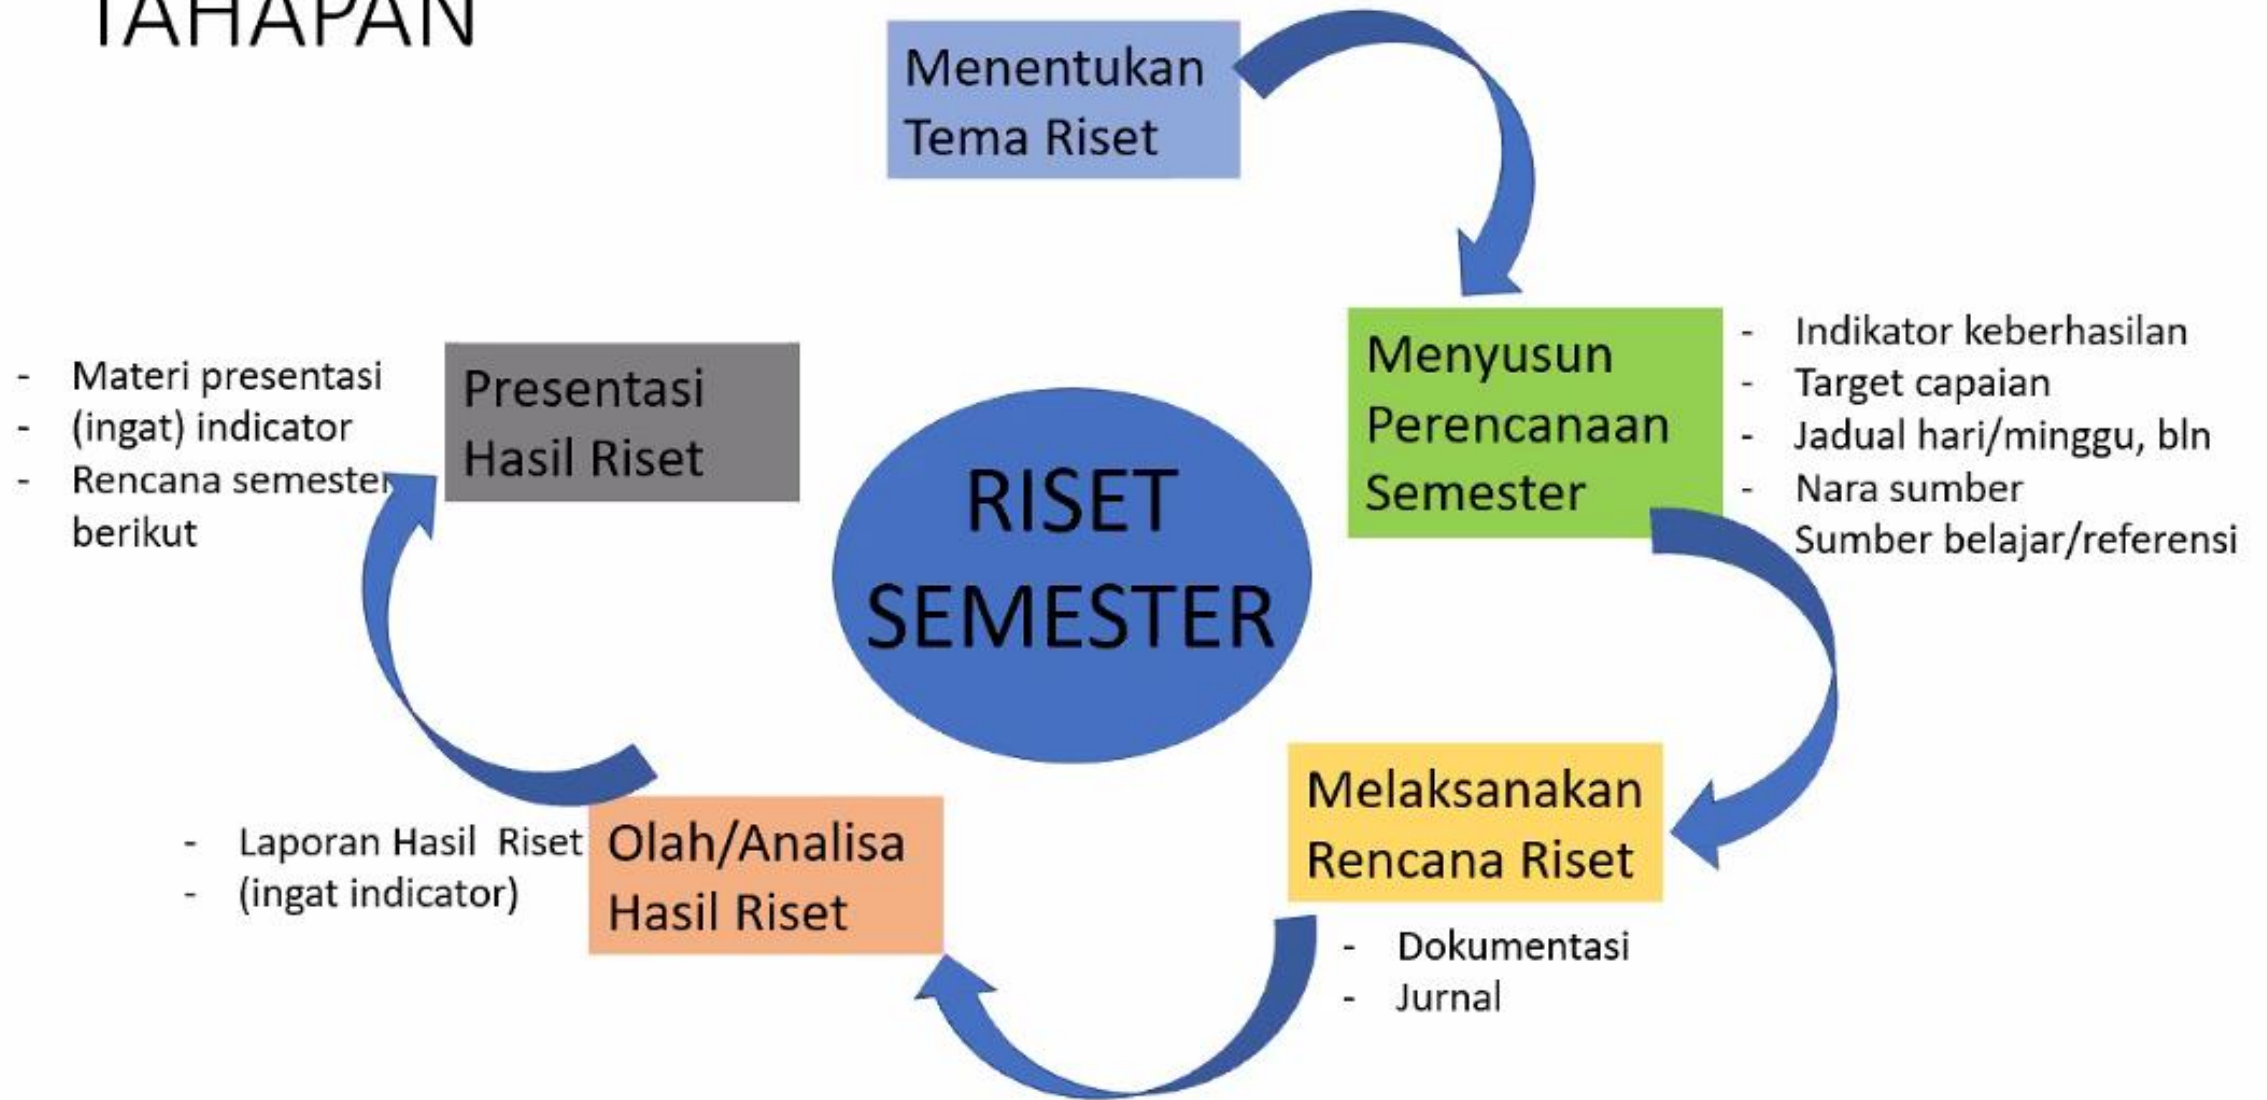 TAHAPAN
Menentukan
Tema Riset
Menyusun
Perencanaan
Semester
- Indikator keberhasilan
- Target capaian
- Jadual hari/minggu, bln
- Nara sumber
Sumber belajar/referensi
Melaksanakan
Rencana Riset
- Dokumentasi
- Jurnal
Olah/Analisa
Hasil Riset
- Laporan Hasil Riset
- (ingat indicator)
Presentasi
Hasil Riset
- Materi presentasi
- (ingat) indicator
- Rencana semester
berikut
RISET
SEMESTER